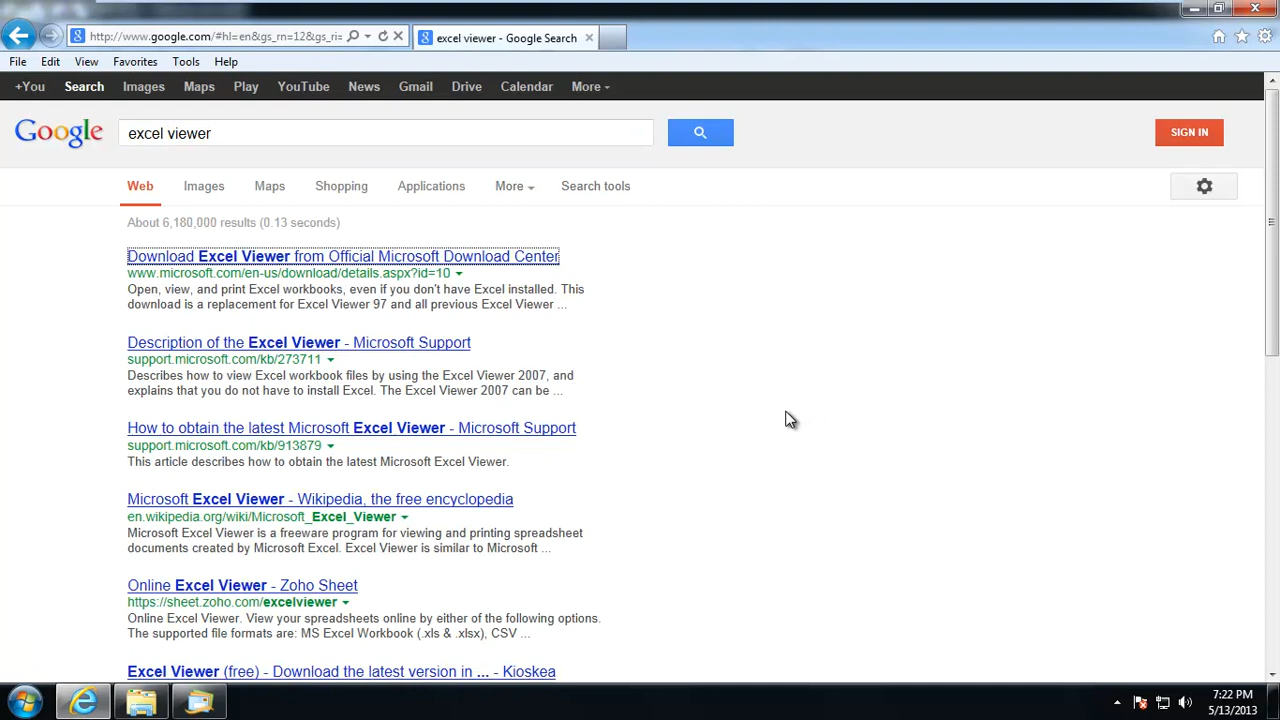 http://www.google.com/#hl=en&gs_rn=12&gs_ri=
excel viewer - Google Search
File Edit View Favorites Tools Help
+You Search Images Maps Play YouTube News Gmail Drive Calendar More
Google excel viewer SIGN IN
Web Images Maps Shopping Applications More Search tools
About 6,180,000 results (0.13 seconds)
Download Excel Viewer from Official Microsoft Download Center
www.microsoft.com/en-us/download/details.aspx?id=10
Open, view, and print Excel workbooks, even if you don't have Excel installed. This
download is a replacement for Excel Viewer 97 and all previous Excel Viewer ...
Description of the Excel Viewer - Microsoft Support
support.microsoft.com/kb/273711
Describes how to view Excel workbook files by using the Excel Viewer 2007, and
explains that you do not have to install Excel. The Excel Viewer 2007 can be ...
How to obtain the latest Microsoft Excel Viewer - Microsoft Support
support.microsoft.com/kb/913879
This article describes how to obtain the latest Microsoft Excel Viewer.
Microsoft Excel Viewer - Wikipedia, the free encyclopedia
en.wikipedia.org/wiki/Microsoft_Excel_Viewer
Microsoft Excel Viewer is a freeware program for viewing and printing spreadsheet
documents created by Microsoft Excel. Excel Viewer is similar to Microsoft ...
Online Excel Viewer - Zoho Sheet
https://sheet.zoho.com/excelviewer
Online Excel Viewer. View your spreadsheets online by either of the following options.
The supported file formats are: MS Excel Workbook (.xls & .xlsx), CSV ...
Excel Viewer (free) - Download the latest version in ... - Kioskea
7:22 PM
5/13/2013